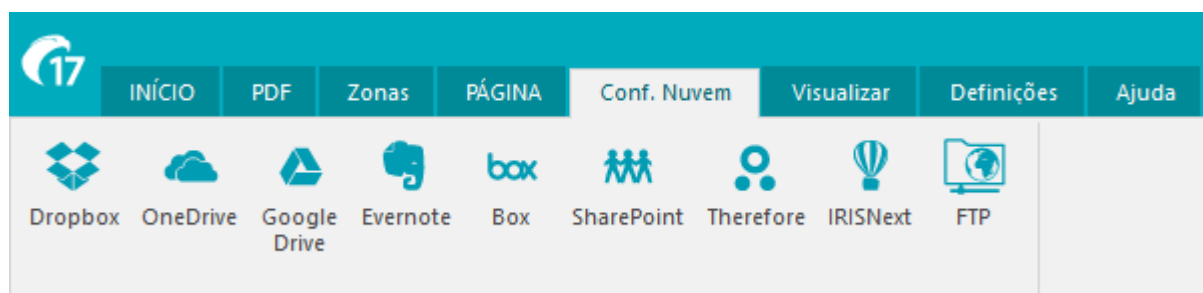 17
INÍCIO PDF Zonas PÁGINA Conf. Nuvem Visualizar Definições Ajuda
box
Dropbox OneDrive Google Evernote Box SharePoint Therefore IRISNext FTP
Drive